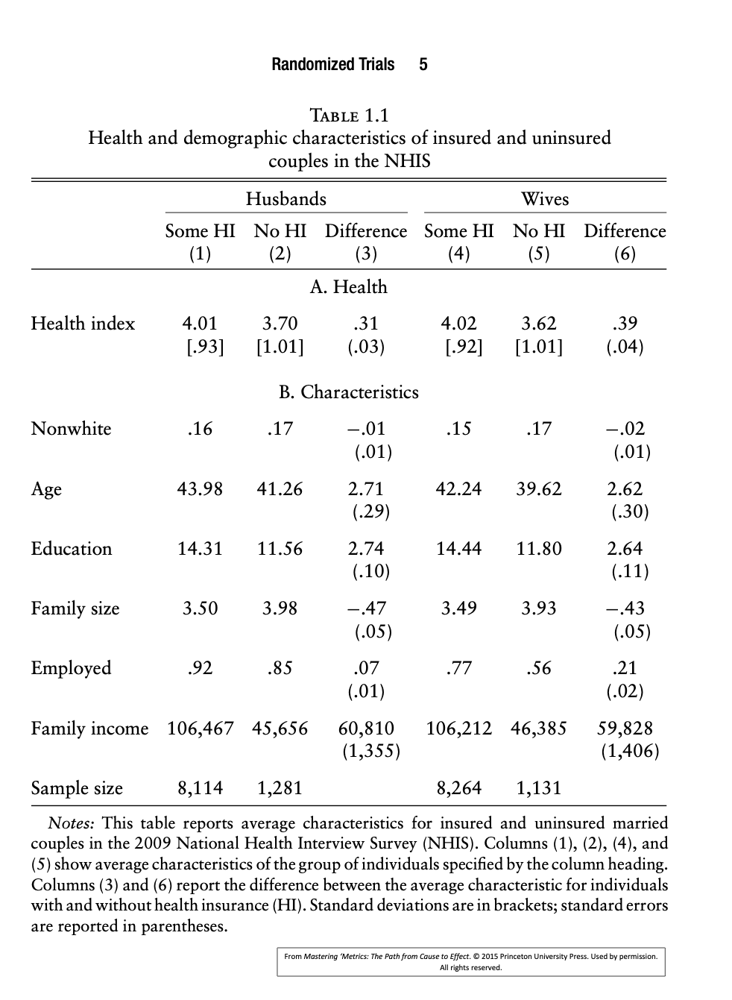 Randomized Trials 5
TABLE 1.1
Health and demographic characteristics of insured and uninsured
couples in the NHIS
Husbands Wives
Some HI No HI Difference Some HI No HI Difference
(1) (2) (3) (4) (5) (6)
A. Health
Health index 4.01 3.70 .31 4.02 3.62 .39
[.93] [1.01] (.03) [.92] [1.01] (.04)
B. Characteristics
Nonwhite .16 .17 −.01 .15 .17 −.02
(.01) (.01)
Age 43.98 41.26 2.71 42.24 39.62 2.62
(.29) (.30)
Education 14.31 11.56 2.74 14.44 11.80 2.64
(.10) (.11)
Family size 3.50 3.98 −.47 3.49 3.93 −.43
(.05) (.05)
Employed .92 .85 .07 .77 .56 .21
(.01) (.02)
Family income 106,467 45,656 60,810 106,212 46,385 59,828
(1,355) (1,406)
Sample size 8,114 1,281 8,264 1,131
Notes: This table reports average characteristics for insured and uninsured married
couples in the 2009 National Health Interview Survey (NHIS). Columns (1), (2), (4), and
(5) show average characteristics of the group of individuals specified by the column heading.
Columns (3) and (6) report the difference between the average characteristic for individuals
with and without health insurance (HI). Standard deviations are in brackets; standard errors
are reported in parentheses.
From Mastering ‘Metrics: The Path from Cause to Effect. © 2015 Princeton University Press. Used by permission.
All rights reserved.